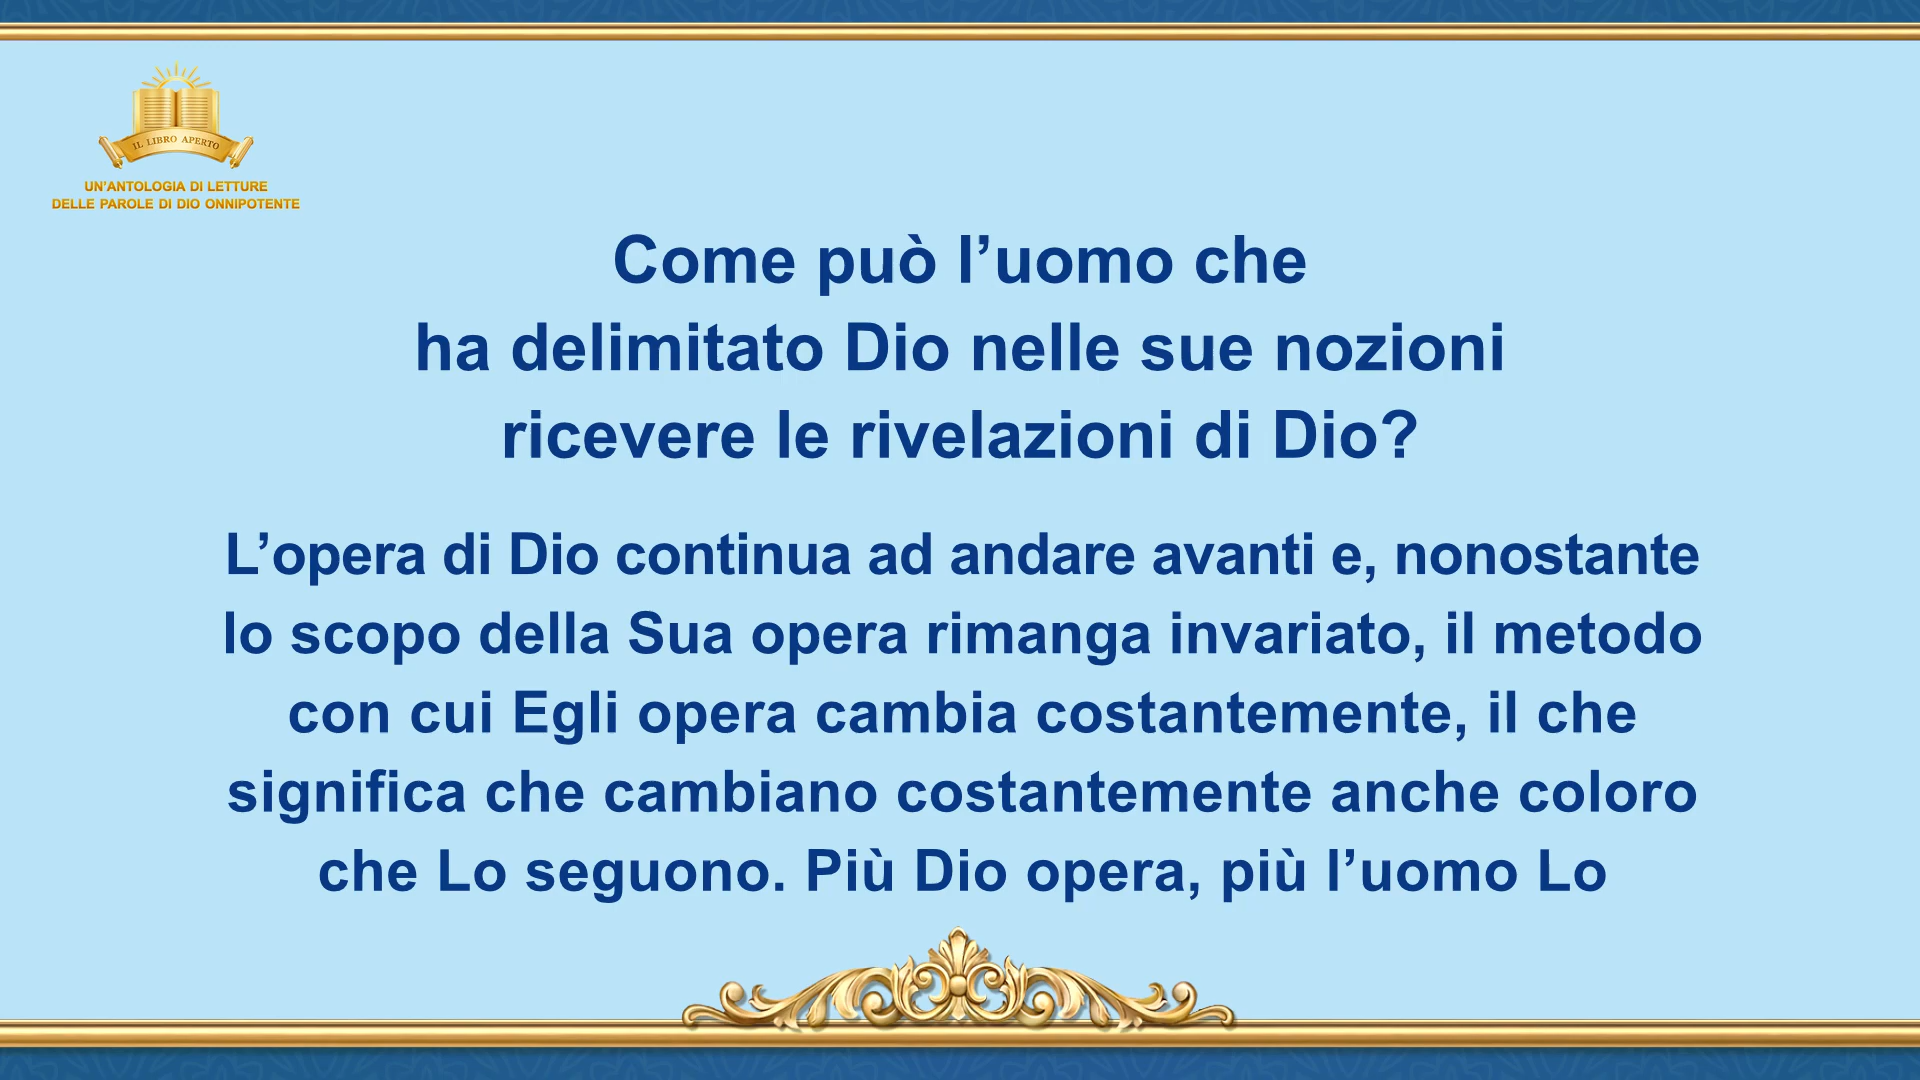 IL LIBRO APERTO
UN’ANTOLOGIA DI LETTURE
DELLE PAROLE DI DIO ONNIPOTENTE
Come può l’uomo che
ha delimitato Dio nelle sue nozioni
ricevere le rivelazioni di Dio?
L’opera di Dio continua ad andare avanti e, nonostante
lo scopo della Sua opera rimanga invariato, il metodo
con cui Egli opera cambia costantemente, il che
significa che cambiano costantemente anche coloro
che Lo seguono. Più Dio opera, più l’uomo Lo